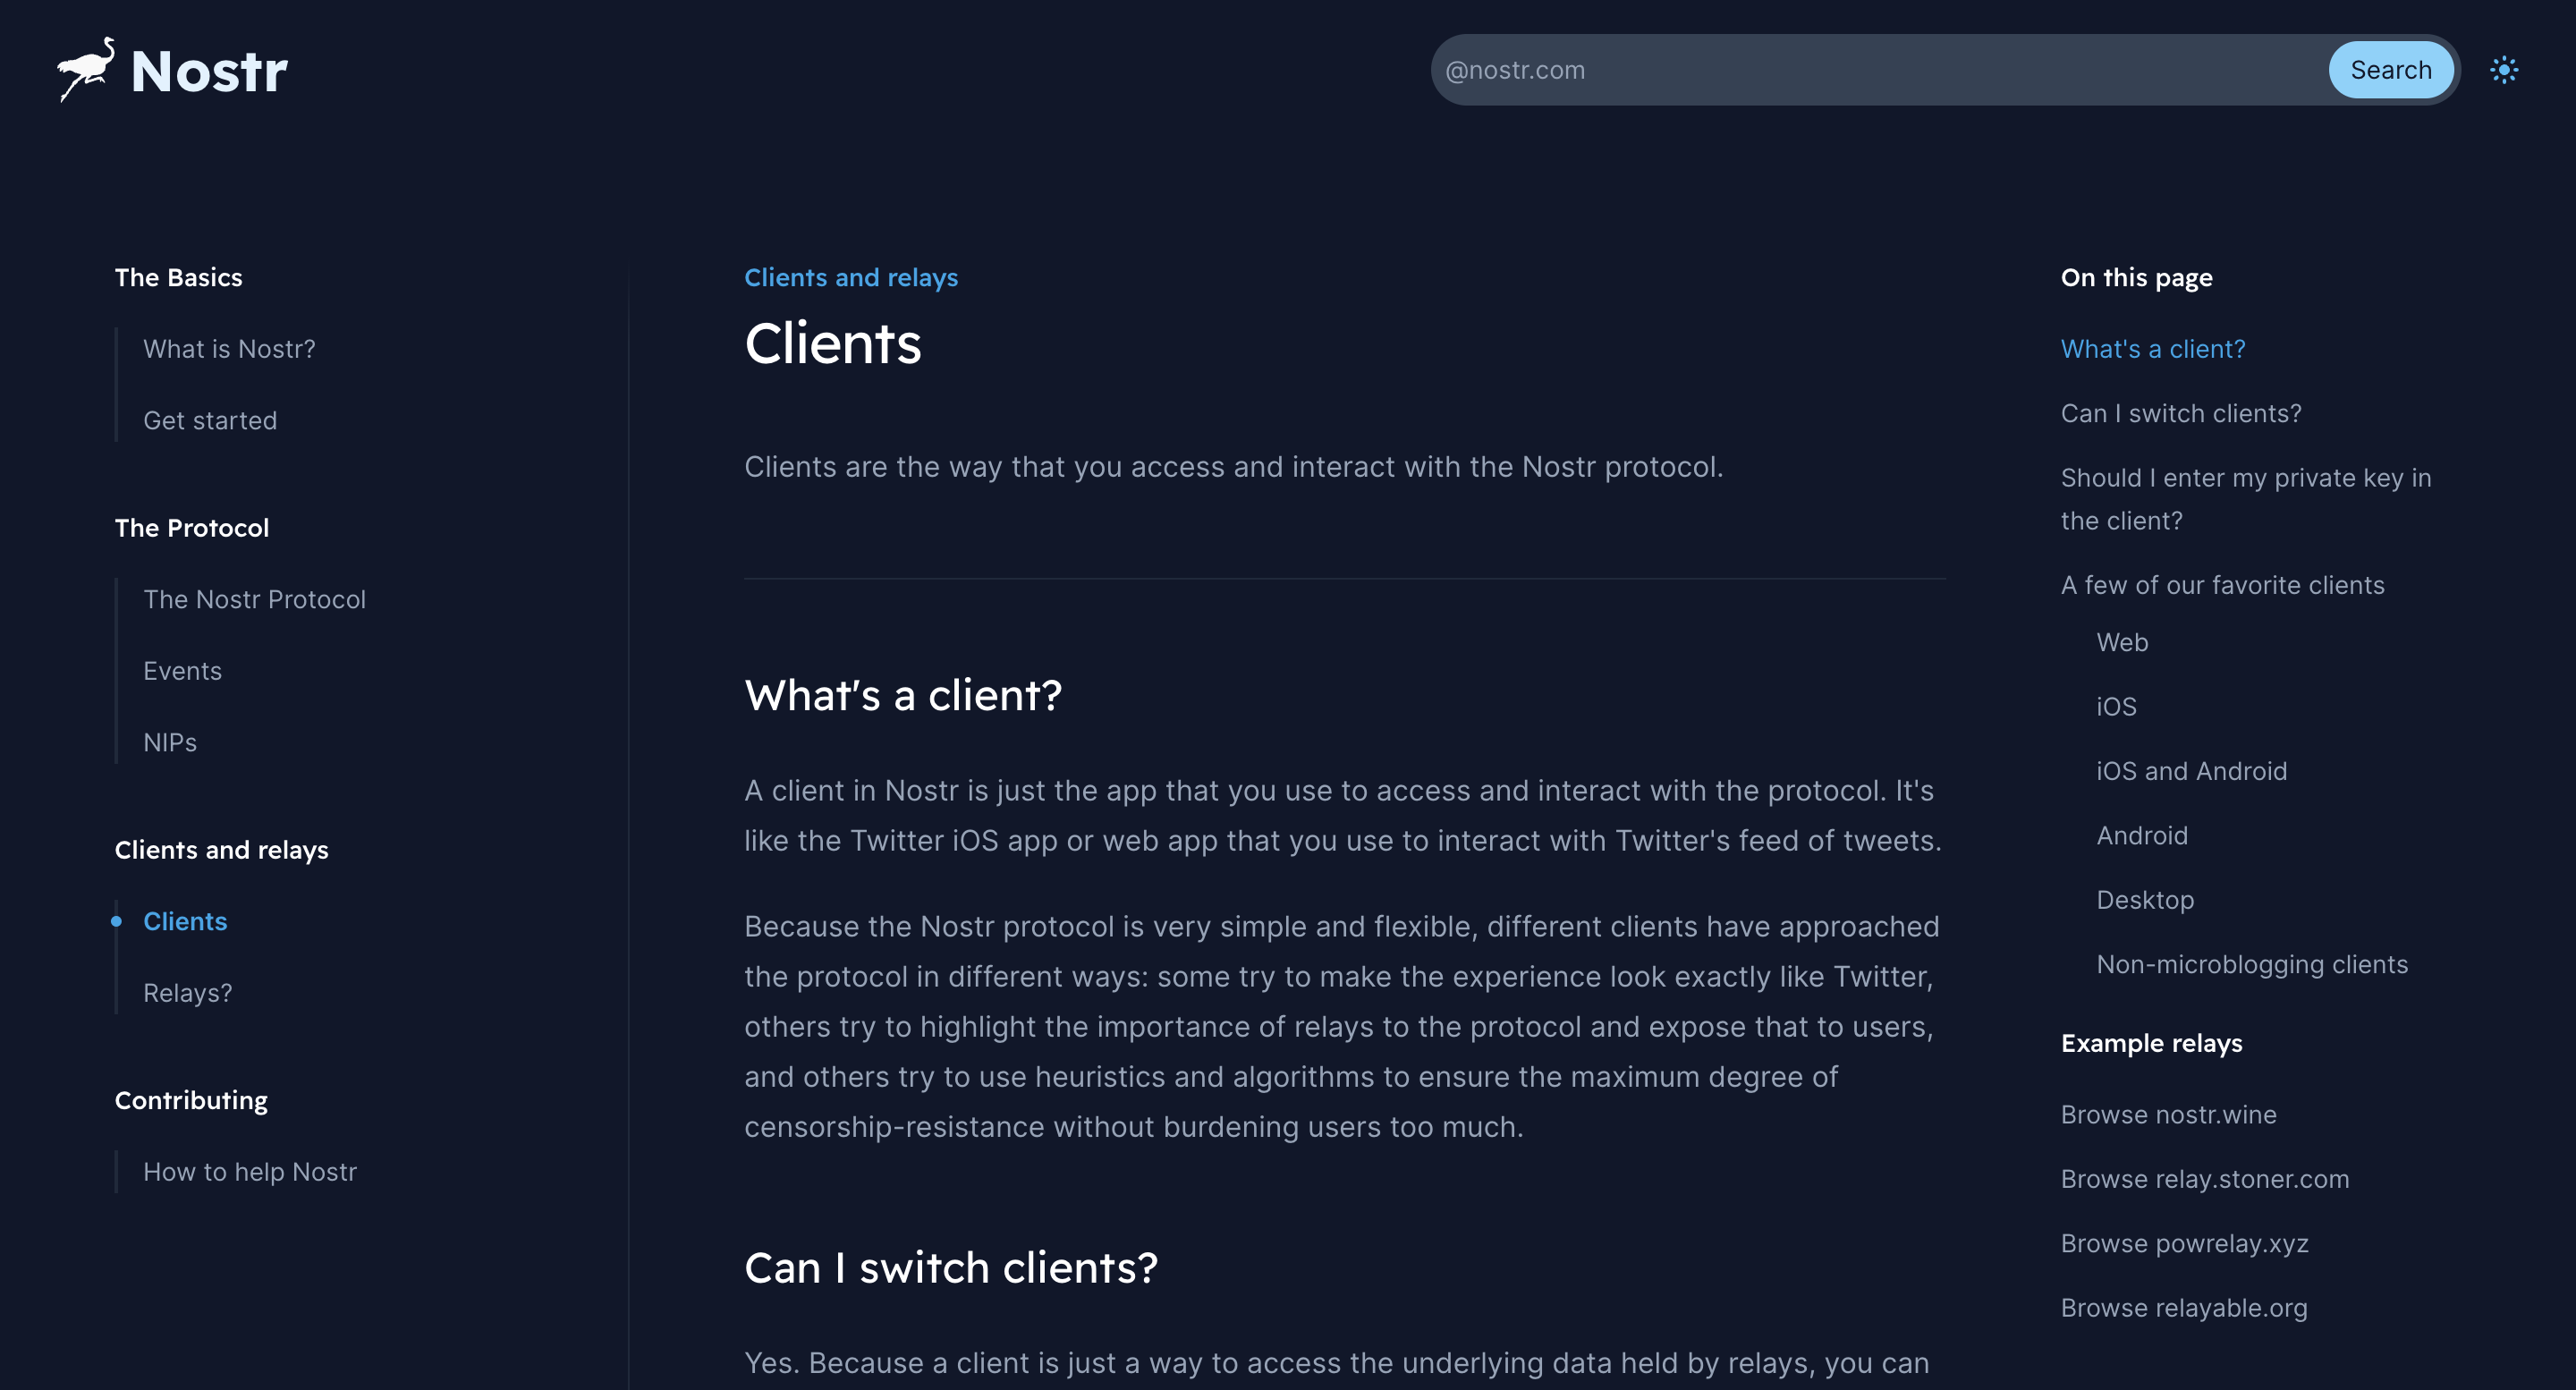 Nostr
@nostr.com
Search
The Basics
What is Nostr?
Get started
The Protocol
The Nostr Protocol
Events
NIPs
Clients and relays
Clients
Relays?
Contributing
How to help Nostr
Clients and relays
Clients
Clients are the way that you access and interact with the Nostr protocol.
What's a client?
A client in Nostr is just the app that you use to access and interact with the protocol. It's
like the Twitter iOS app or web app that you use to interact with Twitter's feed of tweets.
Because the Nostr protocol is very simple and flexible, different clients have approached
the protocol in different ways: some try to make the experience look exactly like Twitter,
others try to highlight the importance of relays to the protocol and expose that to users,
and others try to use heuristics and algorithms to ensure the maximum degree of
censorship-resistance without burdening users too much.
Can I switch clients?
Yes. Because a client is just a way to access the underlying data held by relays, you can
On this page
What's a client?
Can I switch clients?
Should I enter my private key in
the client?
A few of our favorite clients
Web
iOS
iOS and Android
Android
Desktop
Non-microblogging clients
Example relays
Browse nostr.wine
Browse relay.stoner.com
Browse powrelay.xyz
Browse relayable.org